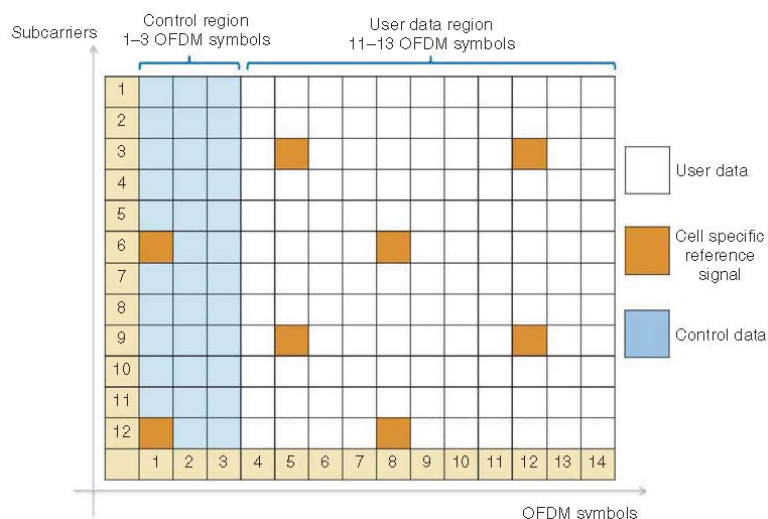 Subcarriers
Control region
1–3 OFDM symbols
User data region
11–13 OFDM symbols
1
2
3
4
5
6
7
8
9
10
11
12
1 2 3 4 5 6 7 8 9 10 11 12 13 14
User data
Cell specific
reference
signal
Control data
OFDM symbols